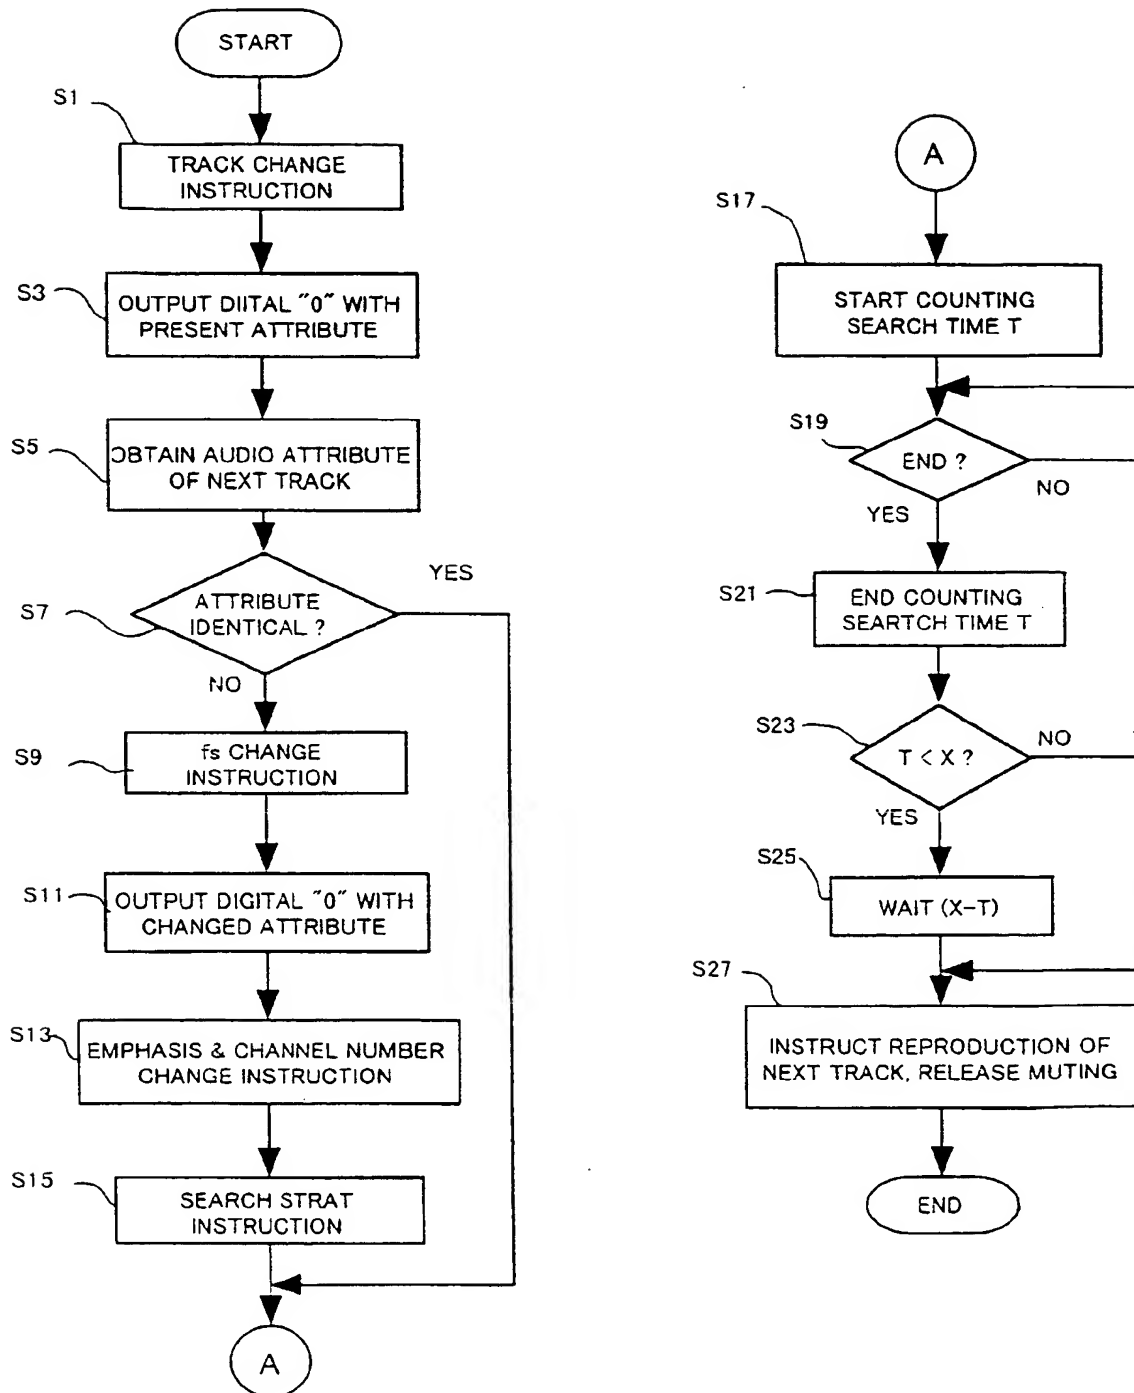 START
S1
TRACK CHANGE
INSTRUCTION
S3
OUTPUT DIITAL "0" WITH
PRESENT ATTRIBUTE
S5
OBTAIN AUDIO ATTRIBUTE
OF NEXT TRACK
YES
S7
ATTRIBUTE
IDENTICAL ?
NO
S9
fs CHANGE
INSTRUCTION
S11
OUTPUT DIGITAL "0" WITH
CHANGED ATTRIBUTE
S13
EMPHASIS & CHANNEL NUMBER
CHANGE INSTRUCTION
S15
SEARCH STRAT
INSTRUCTION
A
A
S17
START COUNTING
SEARCH TIME T
S19
END ?
NO
YES
S21
END COUNTING
SEARTCH TIME T
S23
T < X ?
NO
YES
S25
WAIT (X-T)
S27
INSTRUCT REPRODUCTION OF
NEXT TRACK, RELEASE MUTING
END